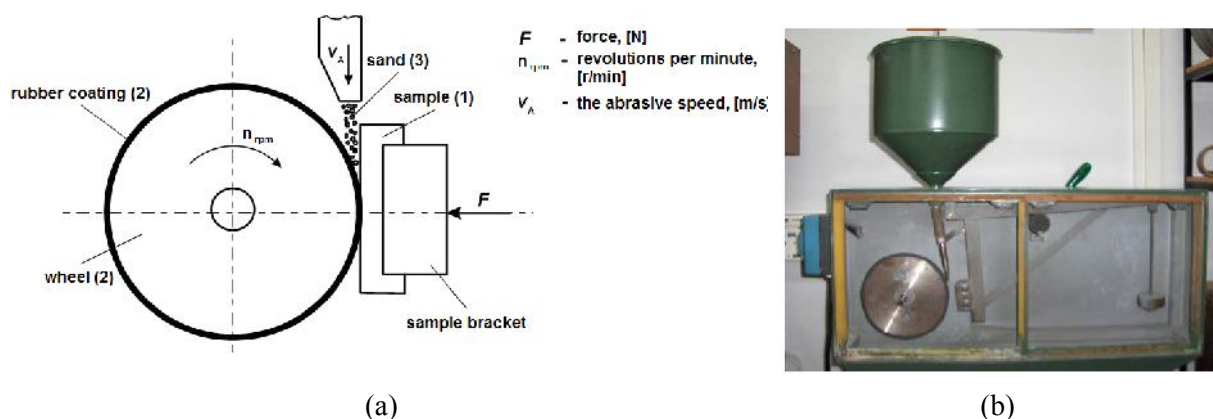 V_A
sand (3)
sample (1)
rubber coating (2)
n_rpm
F
wheel (2)
sample bracket
F - force, [N]
n_rpm - revolutions per minute,
[r/min]
V_A - the abrasive speed, [m/s]
(a)
b)
(b)